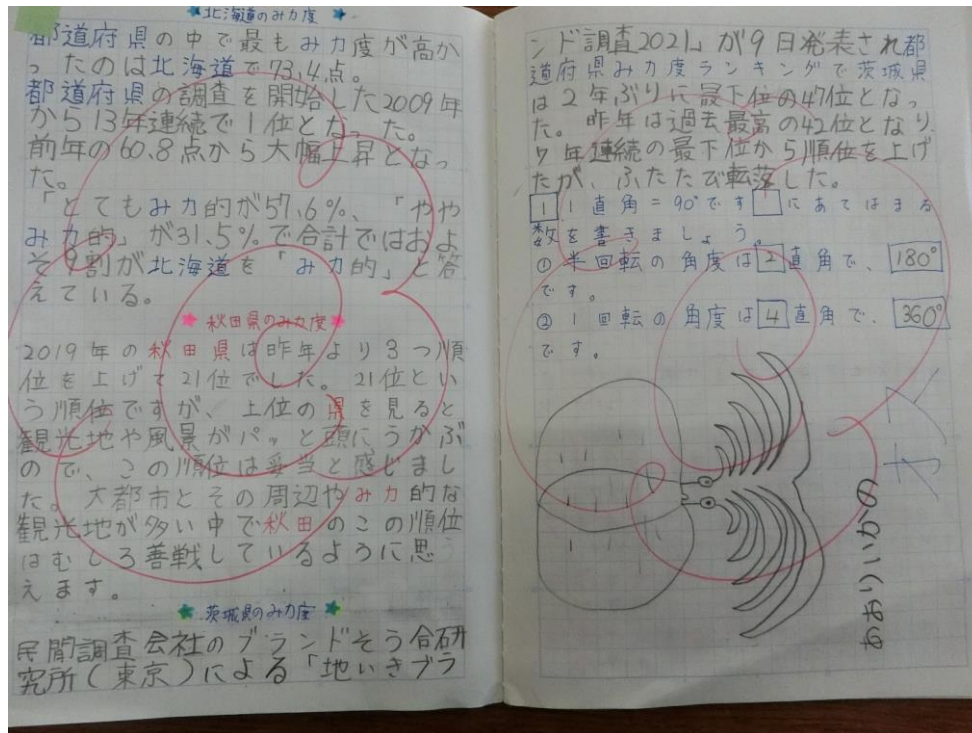 ★北海道のみカ度★
都道府県の中で最もみカ度が高か
ったのは北海道で73.4点。
都道府県の調査を開始した2009年
から13年連続で1位となった。
前年の60.8点から大幅上昇となっ
た。
「とてもみカ的が57.6%、「やや
みカ的」が31.5%で合計ではおよ
そ9割が北海道を「みカ的」と答
えている。
★秋田県のみカ度★
2019年の秋田県は昨年より3つ順
位を上げて21位でした。21位とい
う順位ですが、上位の県を見ると
観光地や風景がパッと頭にうかぶ
ので、この順位は妥当と感じまし
た。大都市とその周辺やみカ的な
観光地が多い中で秋田のこの順位
はむしろ善戦しているように思う
えます。
★茨城県のみカ度★
民間調査会社のブランドそう合研
究所(東京)による「地いきブラ
ンド調査2021」が9日発表され都
道府県みカ度ランキングで茨城県
は2年ぶりに最下位の47位となっ
た。昨年は過去最高の42位となり
7年連続の最下位から順位を上げ
たが、ふたたび転落した。
1 1直角=90°です□にあてはまる
数を書きましょう。
① 半回転の角度は2直角で、180°
です。
② 1回転の角度は4直角で、360°
です。
あおりいかの
オス